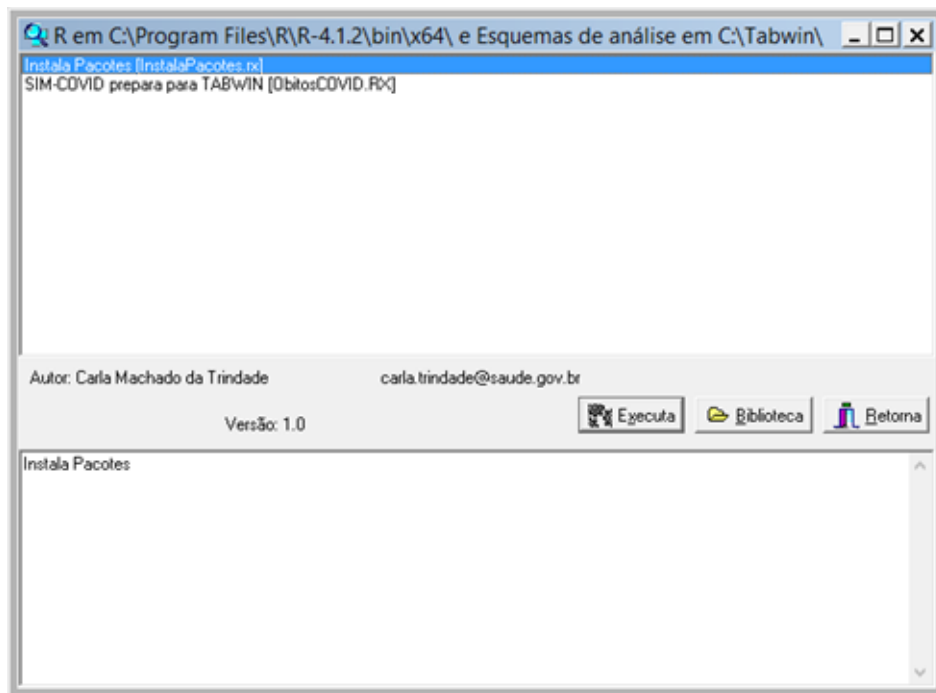 R em C:\Program Files\R\R-4.1.2\bin\x64\ e Esquemas de análise em C:\Tabwin\
Instala Pacotes [InstalaPacotes.rx]
SIM-COVID prepara para TABWIN [ObitosCOVID.RX]
Autor: Carla Machado da Trindade carla.trindade@saude.gov.br
Versão: 1.0
Executa Biblioteca Retorna
Instala Pacotes